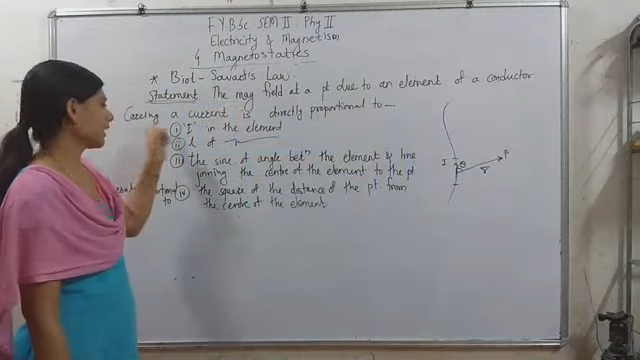 F.Y.B.Sc SEM II : Phy II
Electricity & Magnetism
& Magnetostatics
* Biot-Savart's Law.
Statement The mag field at a pt due to an element of a conductor
a current is directly proportional to —
(i) 'I' in the element
(ii) l of —"—
(iii) the sine of angle betn the element & line
joining the centre of the element to the pt
to (iv) the square of the distance of the pt. from
the centre of the element.
I θ r P